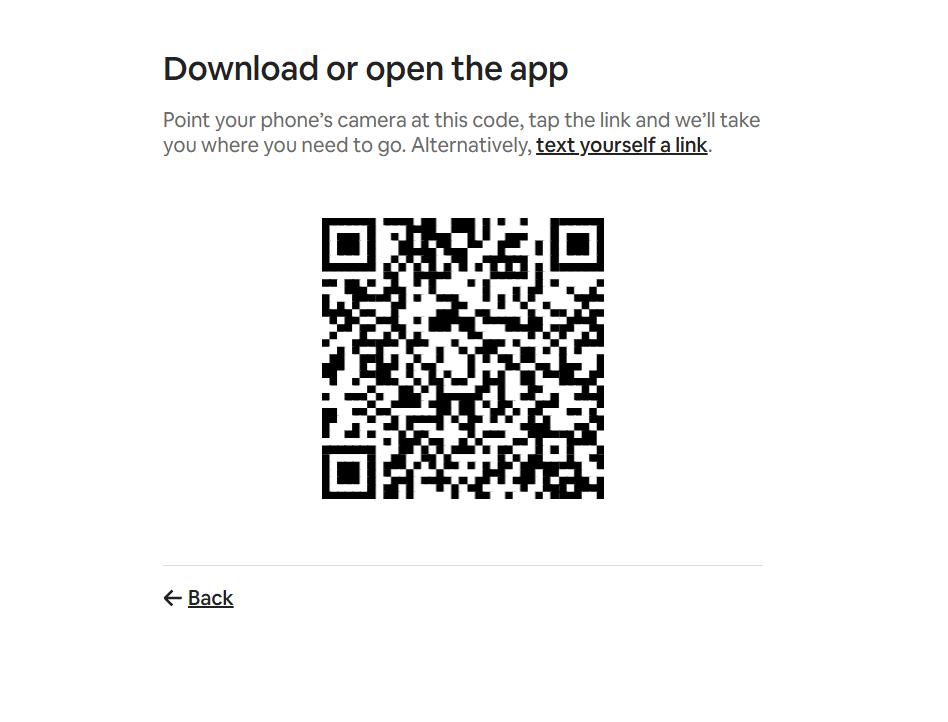 Download or open the app
Point your phone’s camera at this code, tap the link and we’ll take
you where you need to go. Alternatively, text yourself a link.
Back